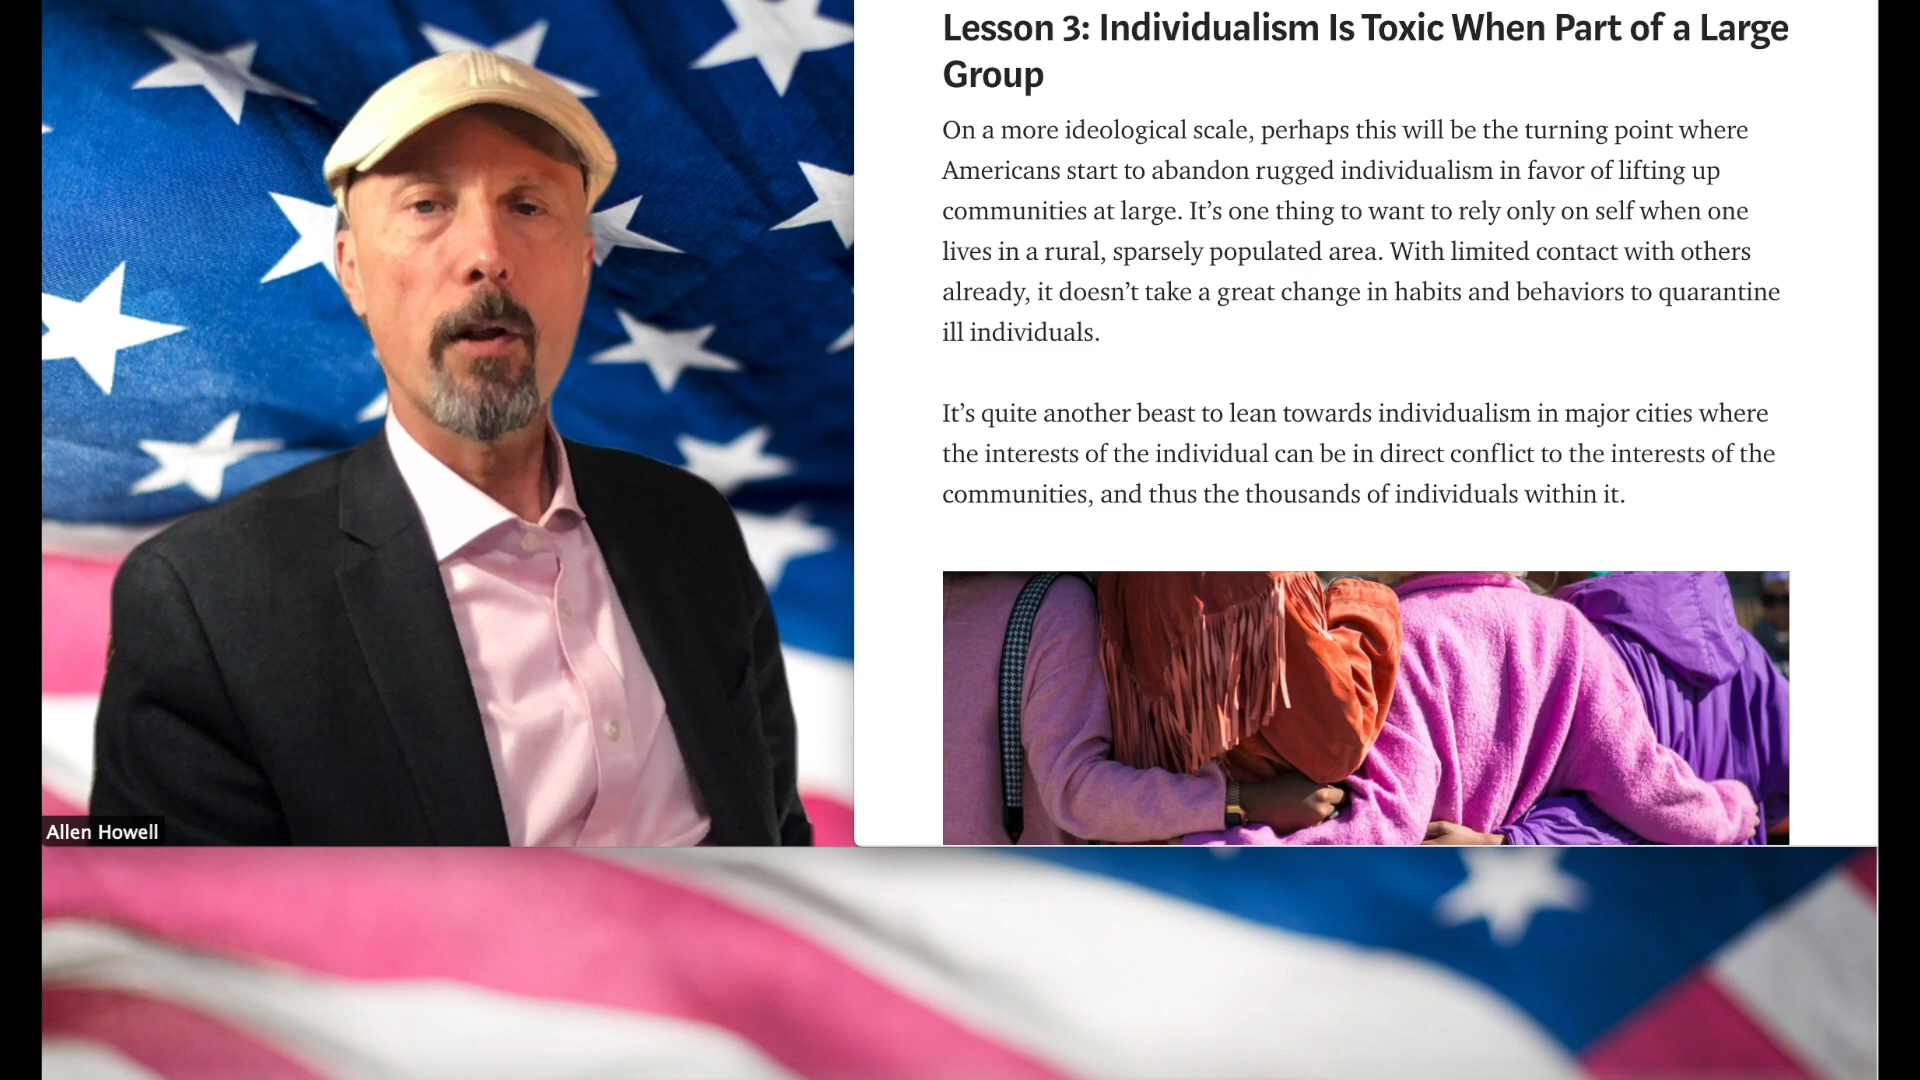 Lesson 3: Individualism Is Toxic When Part of a Large
Group
On a more ideological scale, perhaps this will be the turning point where
Americans start to abandon rugged individualism in favor of lifting up
communities at large. It’s one thing to want to rely only on self when one
lives in a rural, sparsely populated area. With limited contact with others
already, it doesn’t take a great change in habits and behaviors to quarantine
ill individuals.
It’s quite another beast to lean towards individualism in major cities where
the interests of the individual can be in direct conflict to the interests of the
communities, and thus the thousands of individuals within it.
Allen Howell